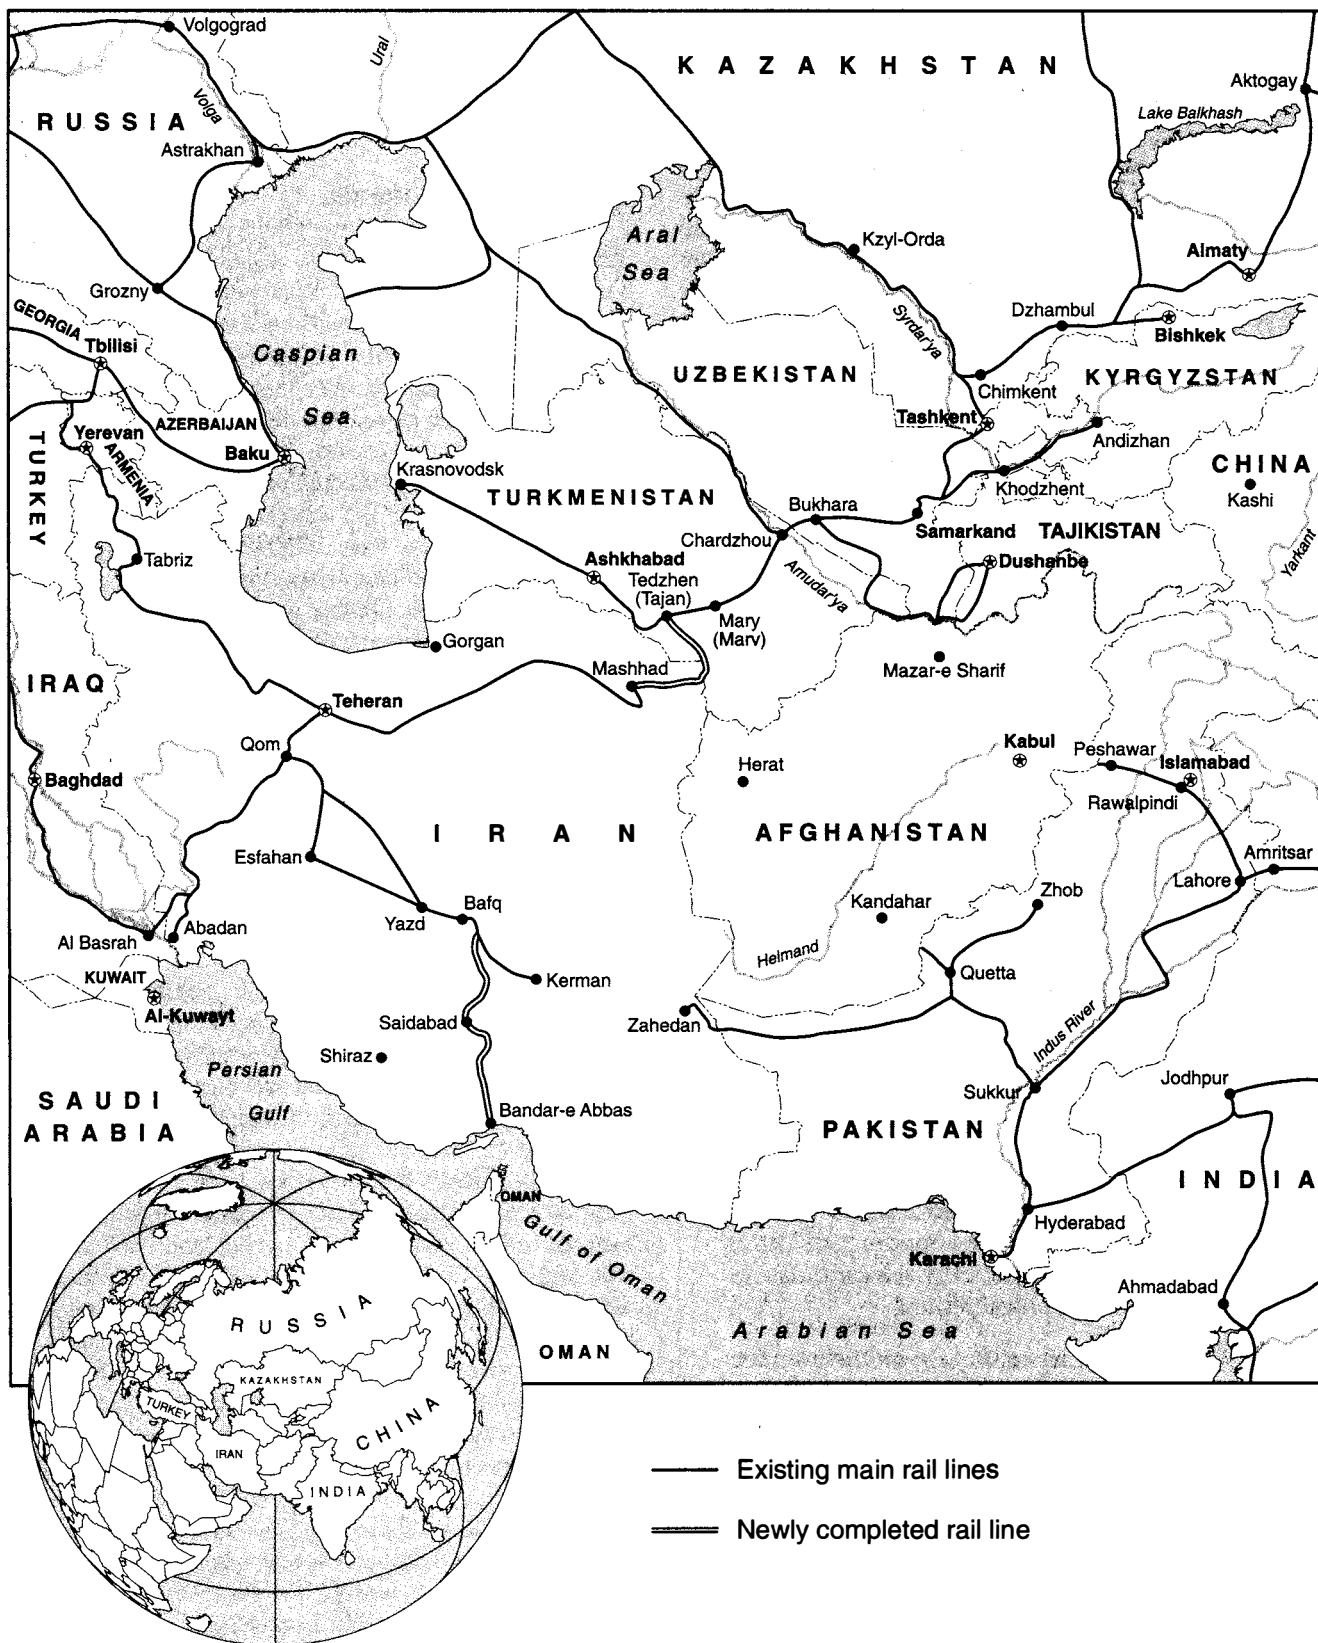 Volgograd
Ural
KAZAKHSTAN
Aktogay
Lake Balkhash
Volga
RUSSIA
Astrakhan
Aral
Sea
Kzyl-Orda
Almaty
Grozny
GEORGIA
Tbilisi
Caspian
Sea
Syrdar'ya
Dzhambul
Bishkek
UZBEKISTAN
Chimkent
KYRGYZSTAN
Tashkent
Andizhan
TURKEY
Yerevan
ARMENIA
AZERBAIJAN
Baku
Krasnovodsk
TURKMENISTAN
Bukhara
Khodzhent
CHINA
Kashi
Chardzhou
Samarkand
TAJIKISTAN
Tabriz
Ashkhabad
Tedzhen
(Tajan)
Amudar'ya
Dushanbe
Yarkant
Mary
(Marv)
Gorgan
Mashhad
Mazar-e Sharif
IRAQ
Teheran
Qom
Kabul
Peshawar
Islamabad
Baghdad
Herat
Rawalpindi
IRAN
AFGHANISTAN
Esfahan
Amritsar
Lahore
Zhob
Kandahar
Bafq
Yazd
Abadan
Al Basrah
Helmand
Quetta
KUWAIT
Al-Kuwayt
Kerman
Saidabad
Zahedan
Indus River
Shiraz
Persian
Gulf
Sukkur
Jodhpur
SAUDI
ARABIA
Bandar-e Abbas
PAKISTAN
INDIA
OMAN
Gulf of Oman
Hyderabad
Karachi
Ahmadabad
Arabian Sea
OMAN
RUSSIA
KAZAKHSTAN
TURKEY
CHINA
IRAN
INDIA
Existing main rail lines
Newly completed rail line